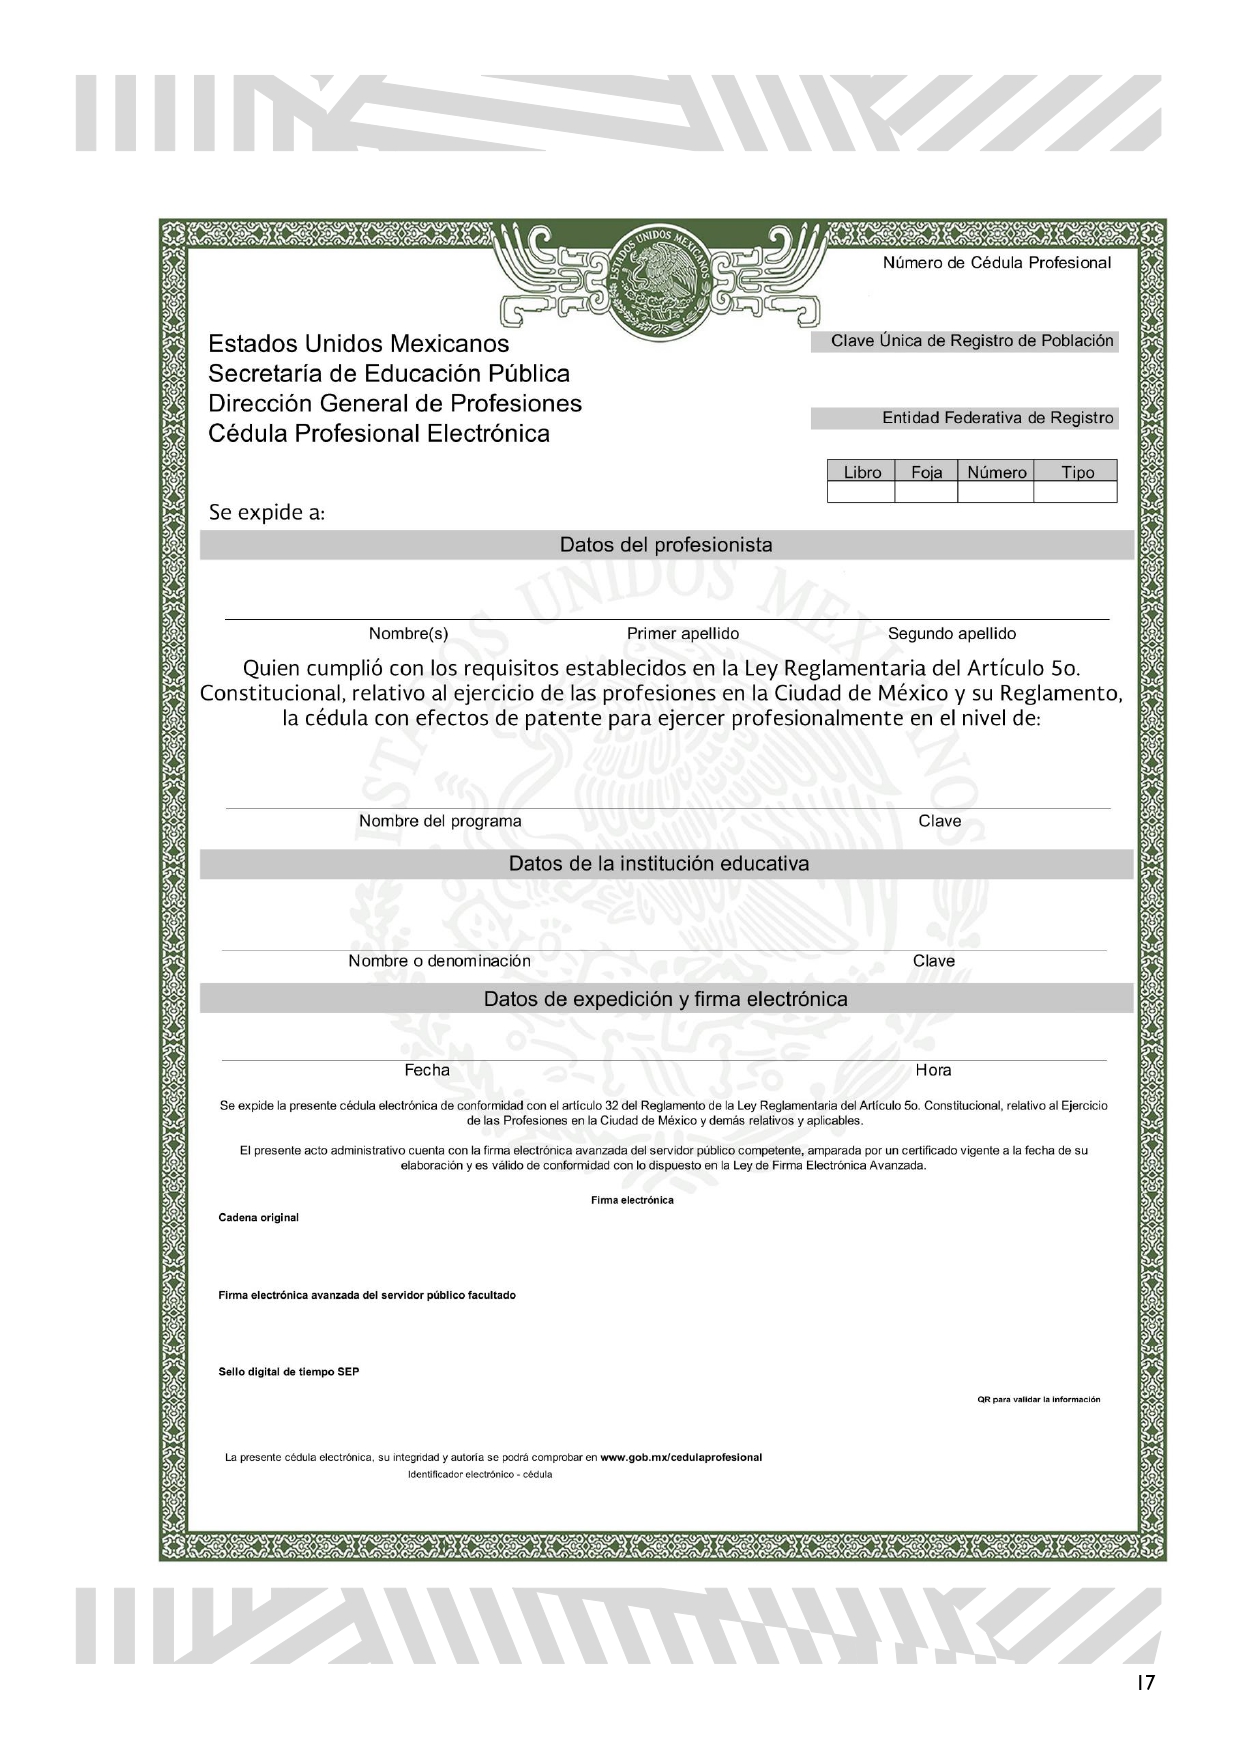 ESTADOS UNIDOS MEXICANOS
Número de Cédula Profesional
Estados Unidos Mexicanos
Secretaría de Educación Pública
Dirección General de Profesiones
Cédula Profesional Electrónica
Clave Única de Registro de Población
Entidad Federativa de Registro
Libro Foja Número Tipo
Se expide a:
Datos del profesionista
ESTADOS UNIDOS MEXICANOS
Nombre(s) Primer apellido Segundo apellido
Quien cumplió con los requisitos establecidos en la Ley Reglamentaria del Artículo 5o.
Constitucional, relativo al ejercicio de las profesiones en la Ciudad de México y su Reglamento,
la cédula con efectos de patente para ejercer profesionalmente en el nivel de:
Nombre del programa Clave
Datos de la institución educativa
Nombre o denominación Clave
Datos de expedición y firma electrónica
Fecha Hora
Se expide la presente cédula electrónica de conformidad con el artículo 32 del Reglamento de la Ley Reglamentaria del Artículo 5o. Constitucional, relativo al Ejercicio
de las Profesiones en la Ciudad de México y demás relativos y aplicables.
El presente acto administrativo cuenta con la firma electrónica avanzada del servidor público competente, amparada por un certificado vigente a la fecha de su
elaboración y es válido de conformidad con lo dispuesto en la Ley de Firma Electrónica Avanzada.
Firma electrónica
Cadena original
Firma electrónica avanzada del servidor público facultado
Sello digital de tiempo SEP
QR para validar la información
La presente cédula electrónica, su integridad y autoría se podrá comprobar en www.gob.mx/cedulaprofesional
Identificador electrónico - cédula
17